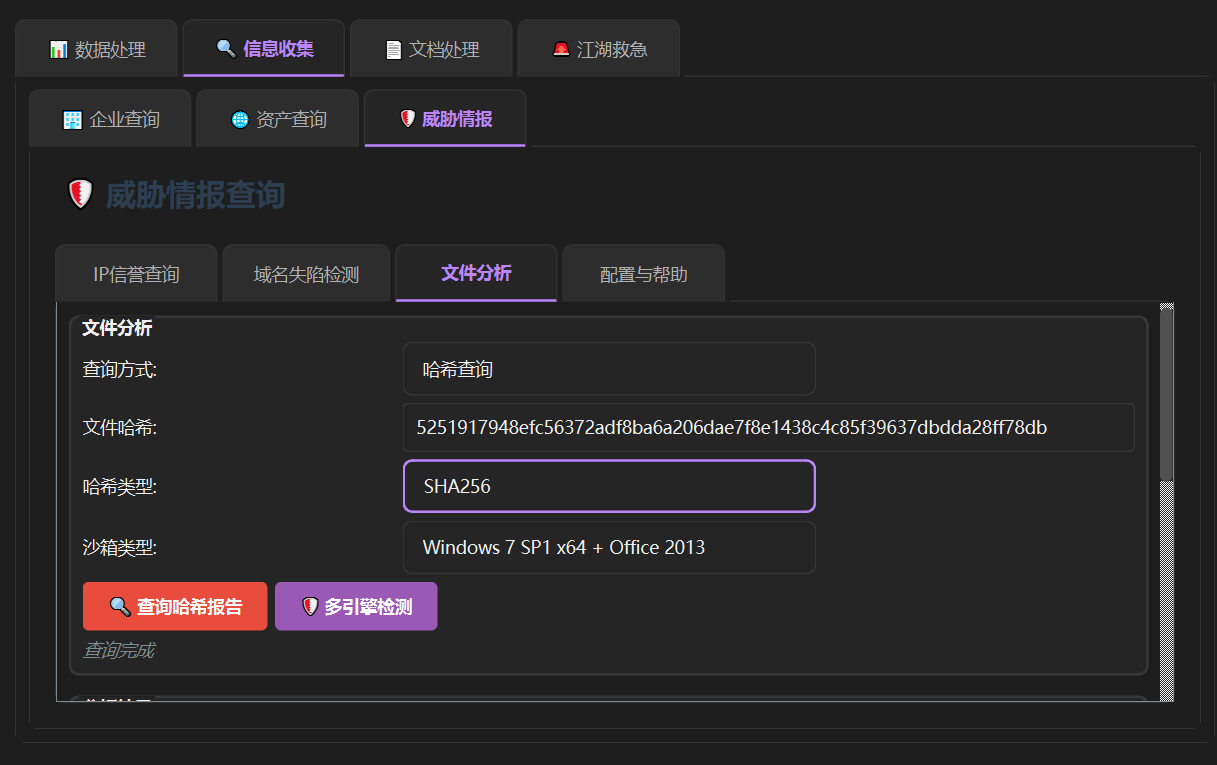 📊 数据处理 🔍 信息收集 📄 文档处理 🚨 江湖救急
🏢 企业查询 🌐 资产查询 🛡️ 威胁情报
🛡️ 威胁情报查询
IP信誉查询 域名失陷检测 文件分析 配置与帮助
文件分析
查询方式: 哈希查询
文件哈希: 5251917948efc56372adf8ba6a206dae7f8e1438c4c85f39637dbdda28ff78db
哈希类型: SHA256
沙箱类型: Windows 7 SP1 x64 + Office 2013
🔍 查询哈希报告 🛡️ 多引擎检测
查询完成